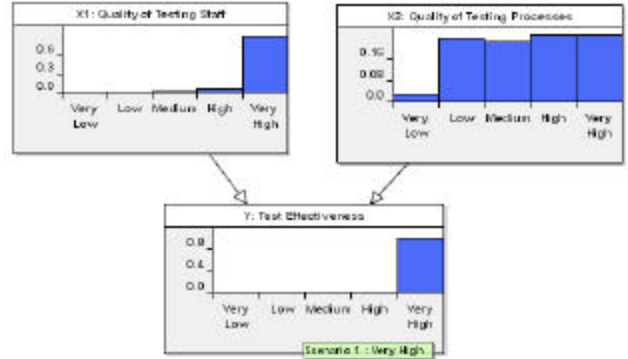 X1: Quality of Testing Staff
0.6
0.3
0.0
Very Low Low Medium High Very High
X2: Quality of Testing Processes
0.16
0.08
0.0
Very Low Low Medium High Very High
Y: Test Effectiveness
0.8
0.4
0.0
Very Low Low Medium High Very High
Scenario 1 : Very High